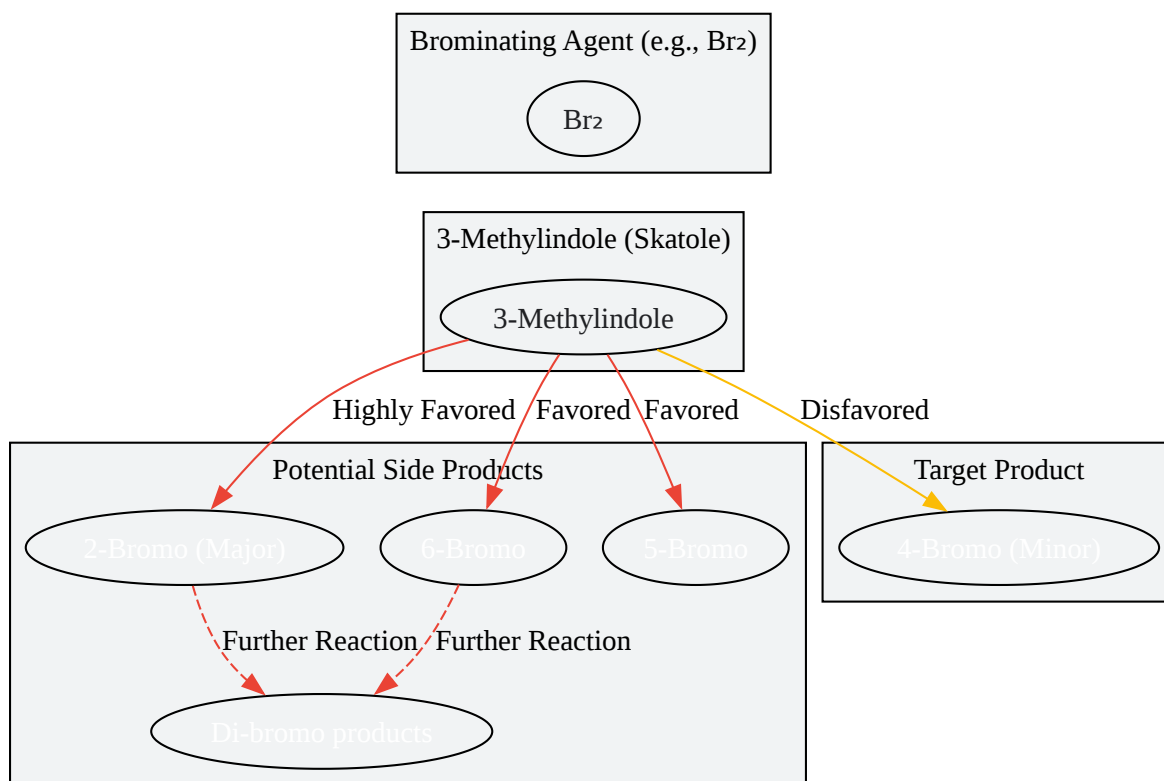 Brominating Agent (e.g., Br₂)
Br₂
3-Methylindole (Skatole)
3-Methylindole
Highly Favored
Favored
Favored
Disfavored
Potential Side Products
Target Product
2-Bromo (Major)
6-Bromo
5-Bromo
4-Bromo (Minor)
Further Reaction
Further Reaction
Di-bromo products